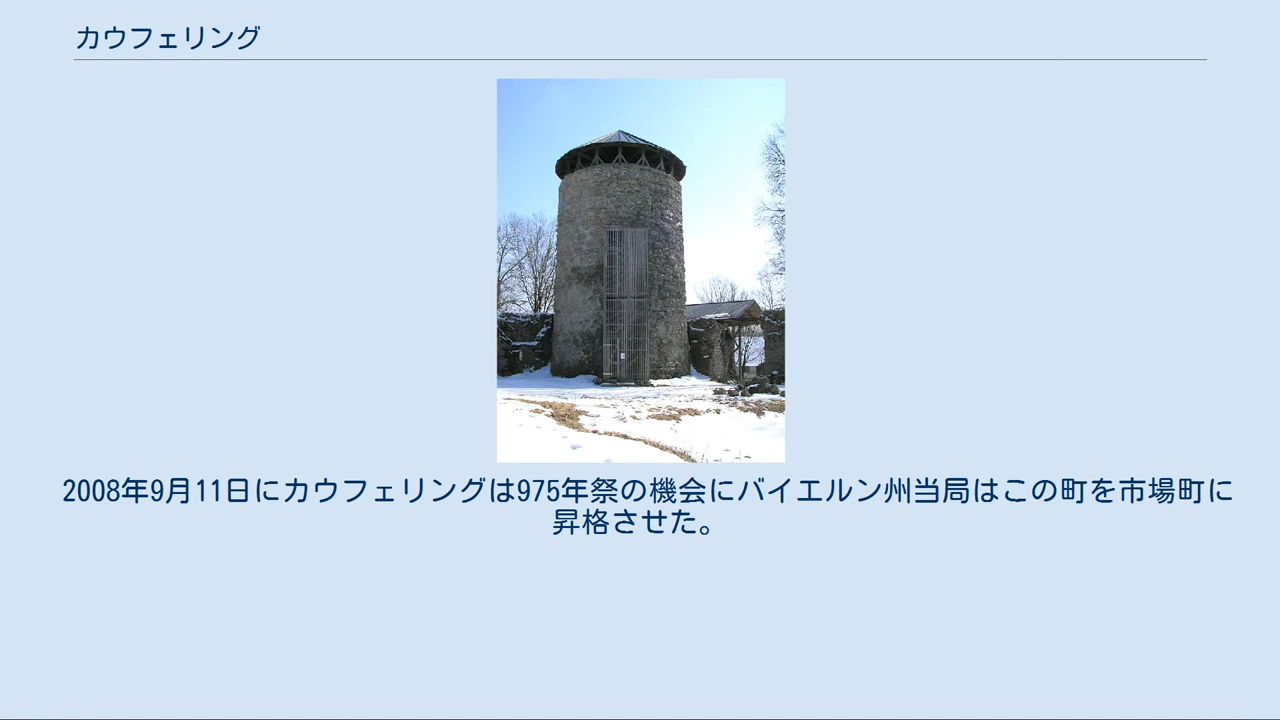 カウフェリング
2008年9月11日にカウフェリングは975年祭の機会にバイエルン州当局はこの町を市場町に
昇格させた。